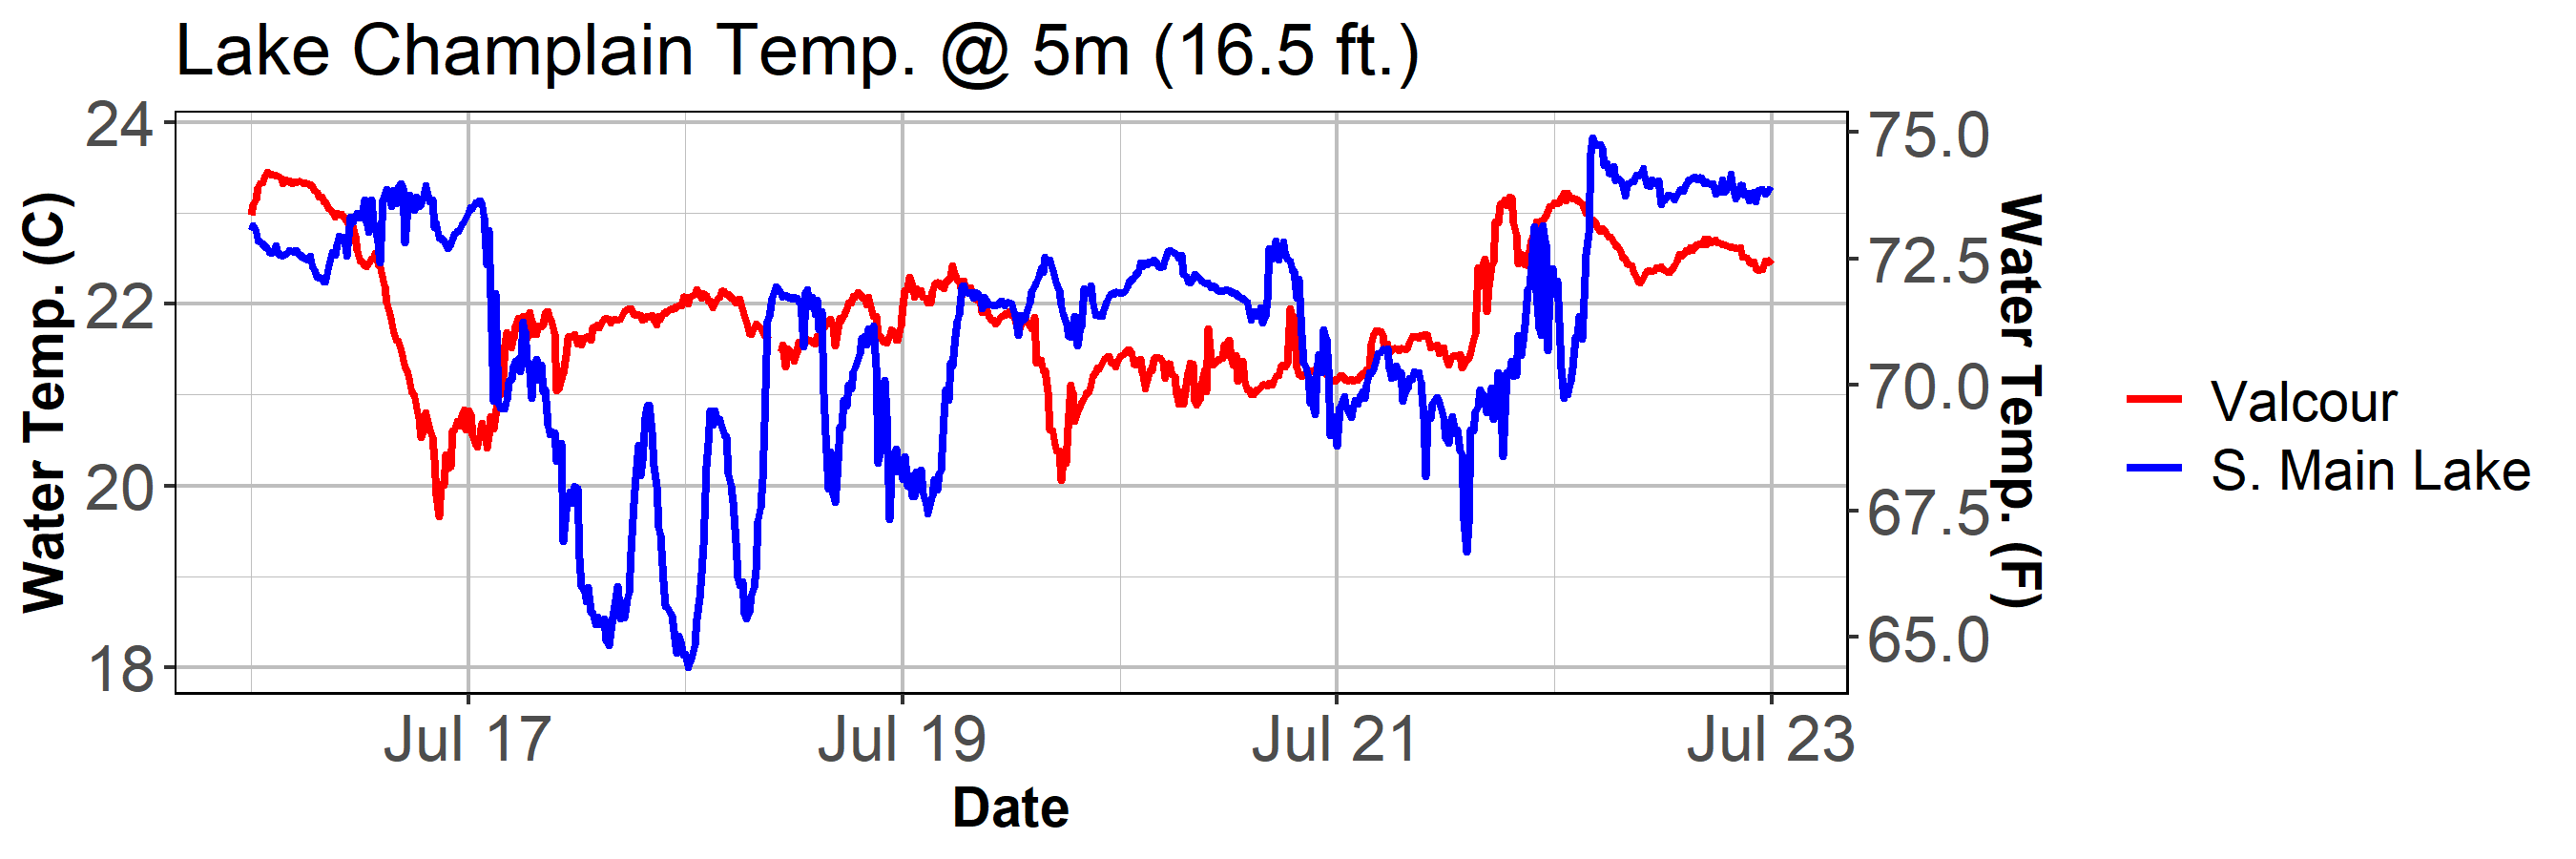 Lake Champlain Temp. @ 5m (16.5 ft.)
Water Temp. (C)
24
22
20
18
75.0
72.5
70.0
67.5
65.0
Water Temp. (F)
Jul 17 Jul 19 Jul 21 Jul 23
Date
Valcour
S. Main Lake